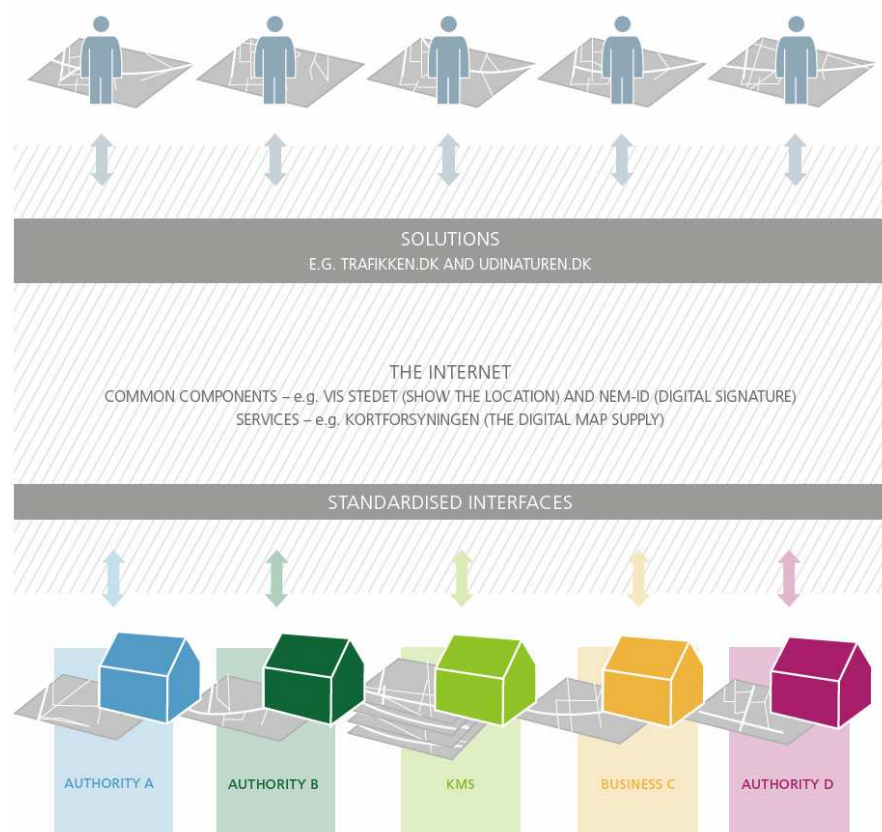 SOLUTIONS
E.G. TRAFIKKEN.DK AND UDINATUREN.DK
THE INTERNET
COMMON COMPONENTS – e.g. VIS STEDET (SHOW THE LOCATION) AND NEM-ID (DIGITAL SIGNATURE)
SERVICES – e.g. KORTFORSYNINGEN (THE DIGITAL MAP SUPPLY)
STANDARDISED INTERFACES
AUTHORITY A
AUTHORITY B
KMS
BUSINESS C
AUTHORITY D